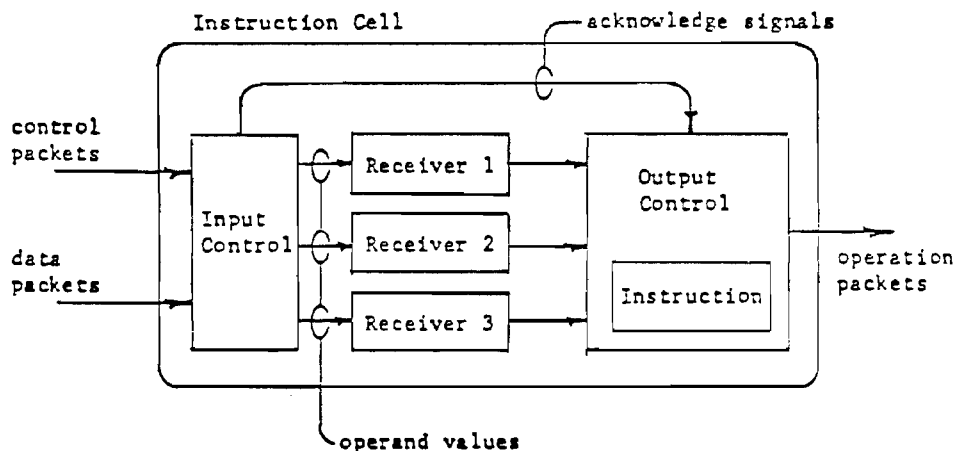 acknowledge signals
Instruction Cell
control
packets
data
packets
Input
Control
Receiver 1
Receiver 2
Receiver 3
Output
Control
Instruction
operation
packets
operand values